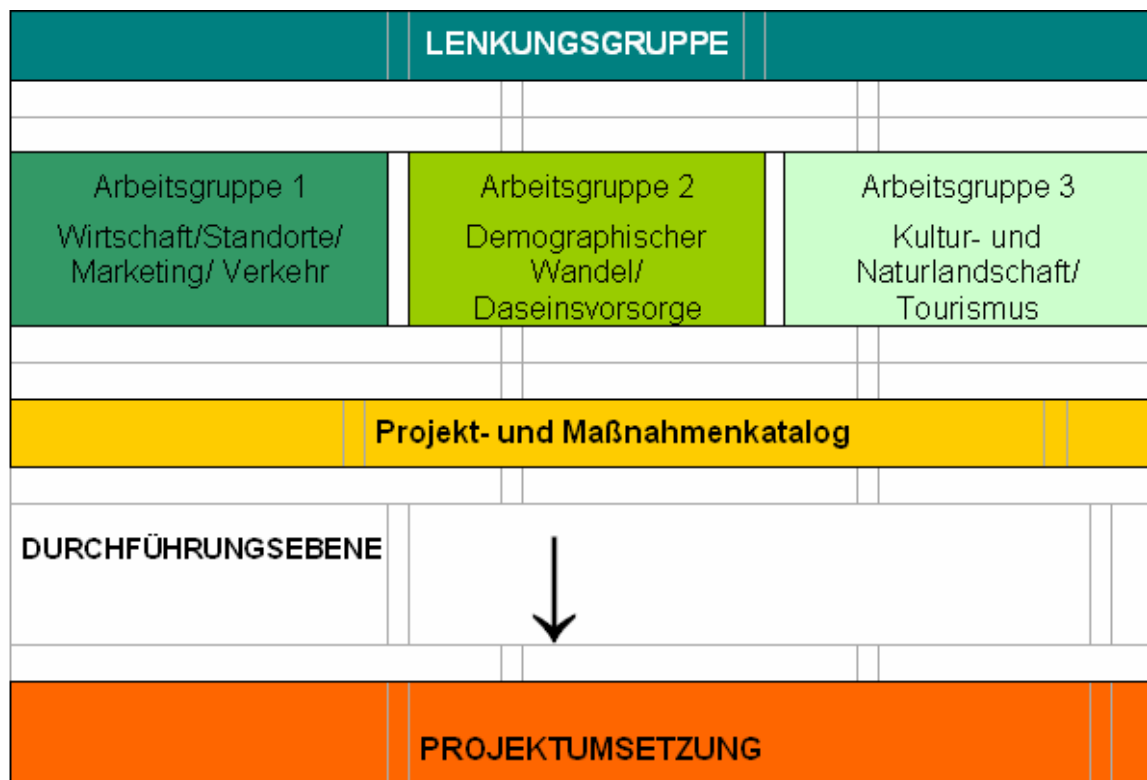 LENKUNGSGRUPPE
Arbeitsgruppe 1
Wirtschaft/Standorte/
Marketing/ Verkehr
Arbeitsgruppe 2
Demographischer
Wandel/
Daseinsvorsorge
Arbeitsgruppe 3
Kultur- und
Naturlandschaft/
Tourismus
Projekt- und Maßnahmenkatalog
DURCHFÜHRUNGSEBENE
PROJEKTUMSETZUNG